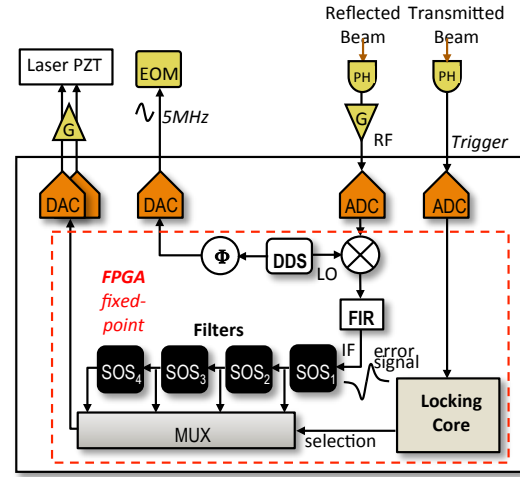 Reflected Transmitted
Beam Beam
Laser PZT
EOM
PH
PH
G
G
5MHz
RF
Trigger
DAC
DAC
ADC
ADC
Φ
DDS
LO
FPGA
fixed-
point
FIR
Filters
IF
error
signal
SOS4
SOS3
SOS2
SOS1
Locking
Core
MUX
selection